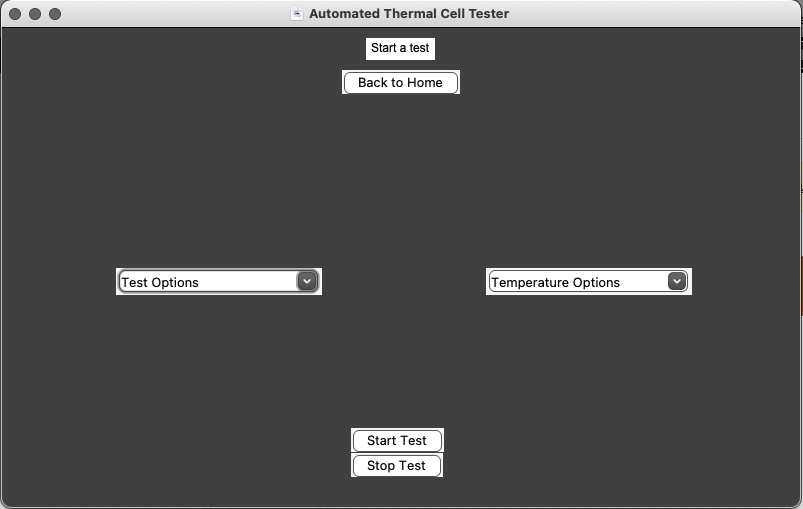 Automated Thermal Cell Tester
Start a test
Back to Home
Test Options
Temperature Options
Start Test
Stop Test